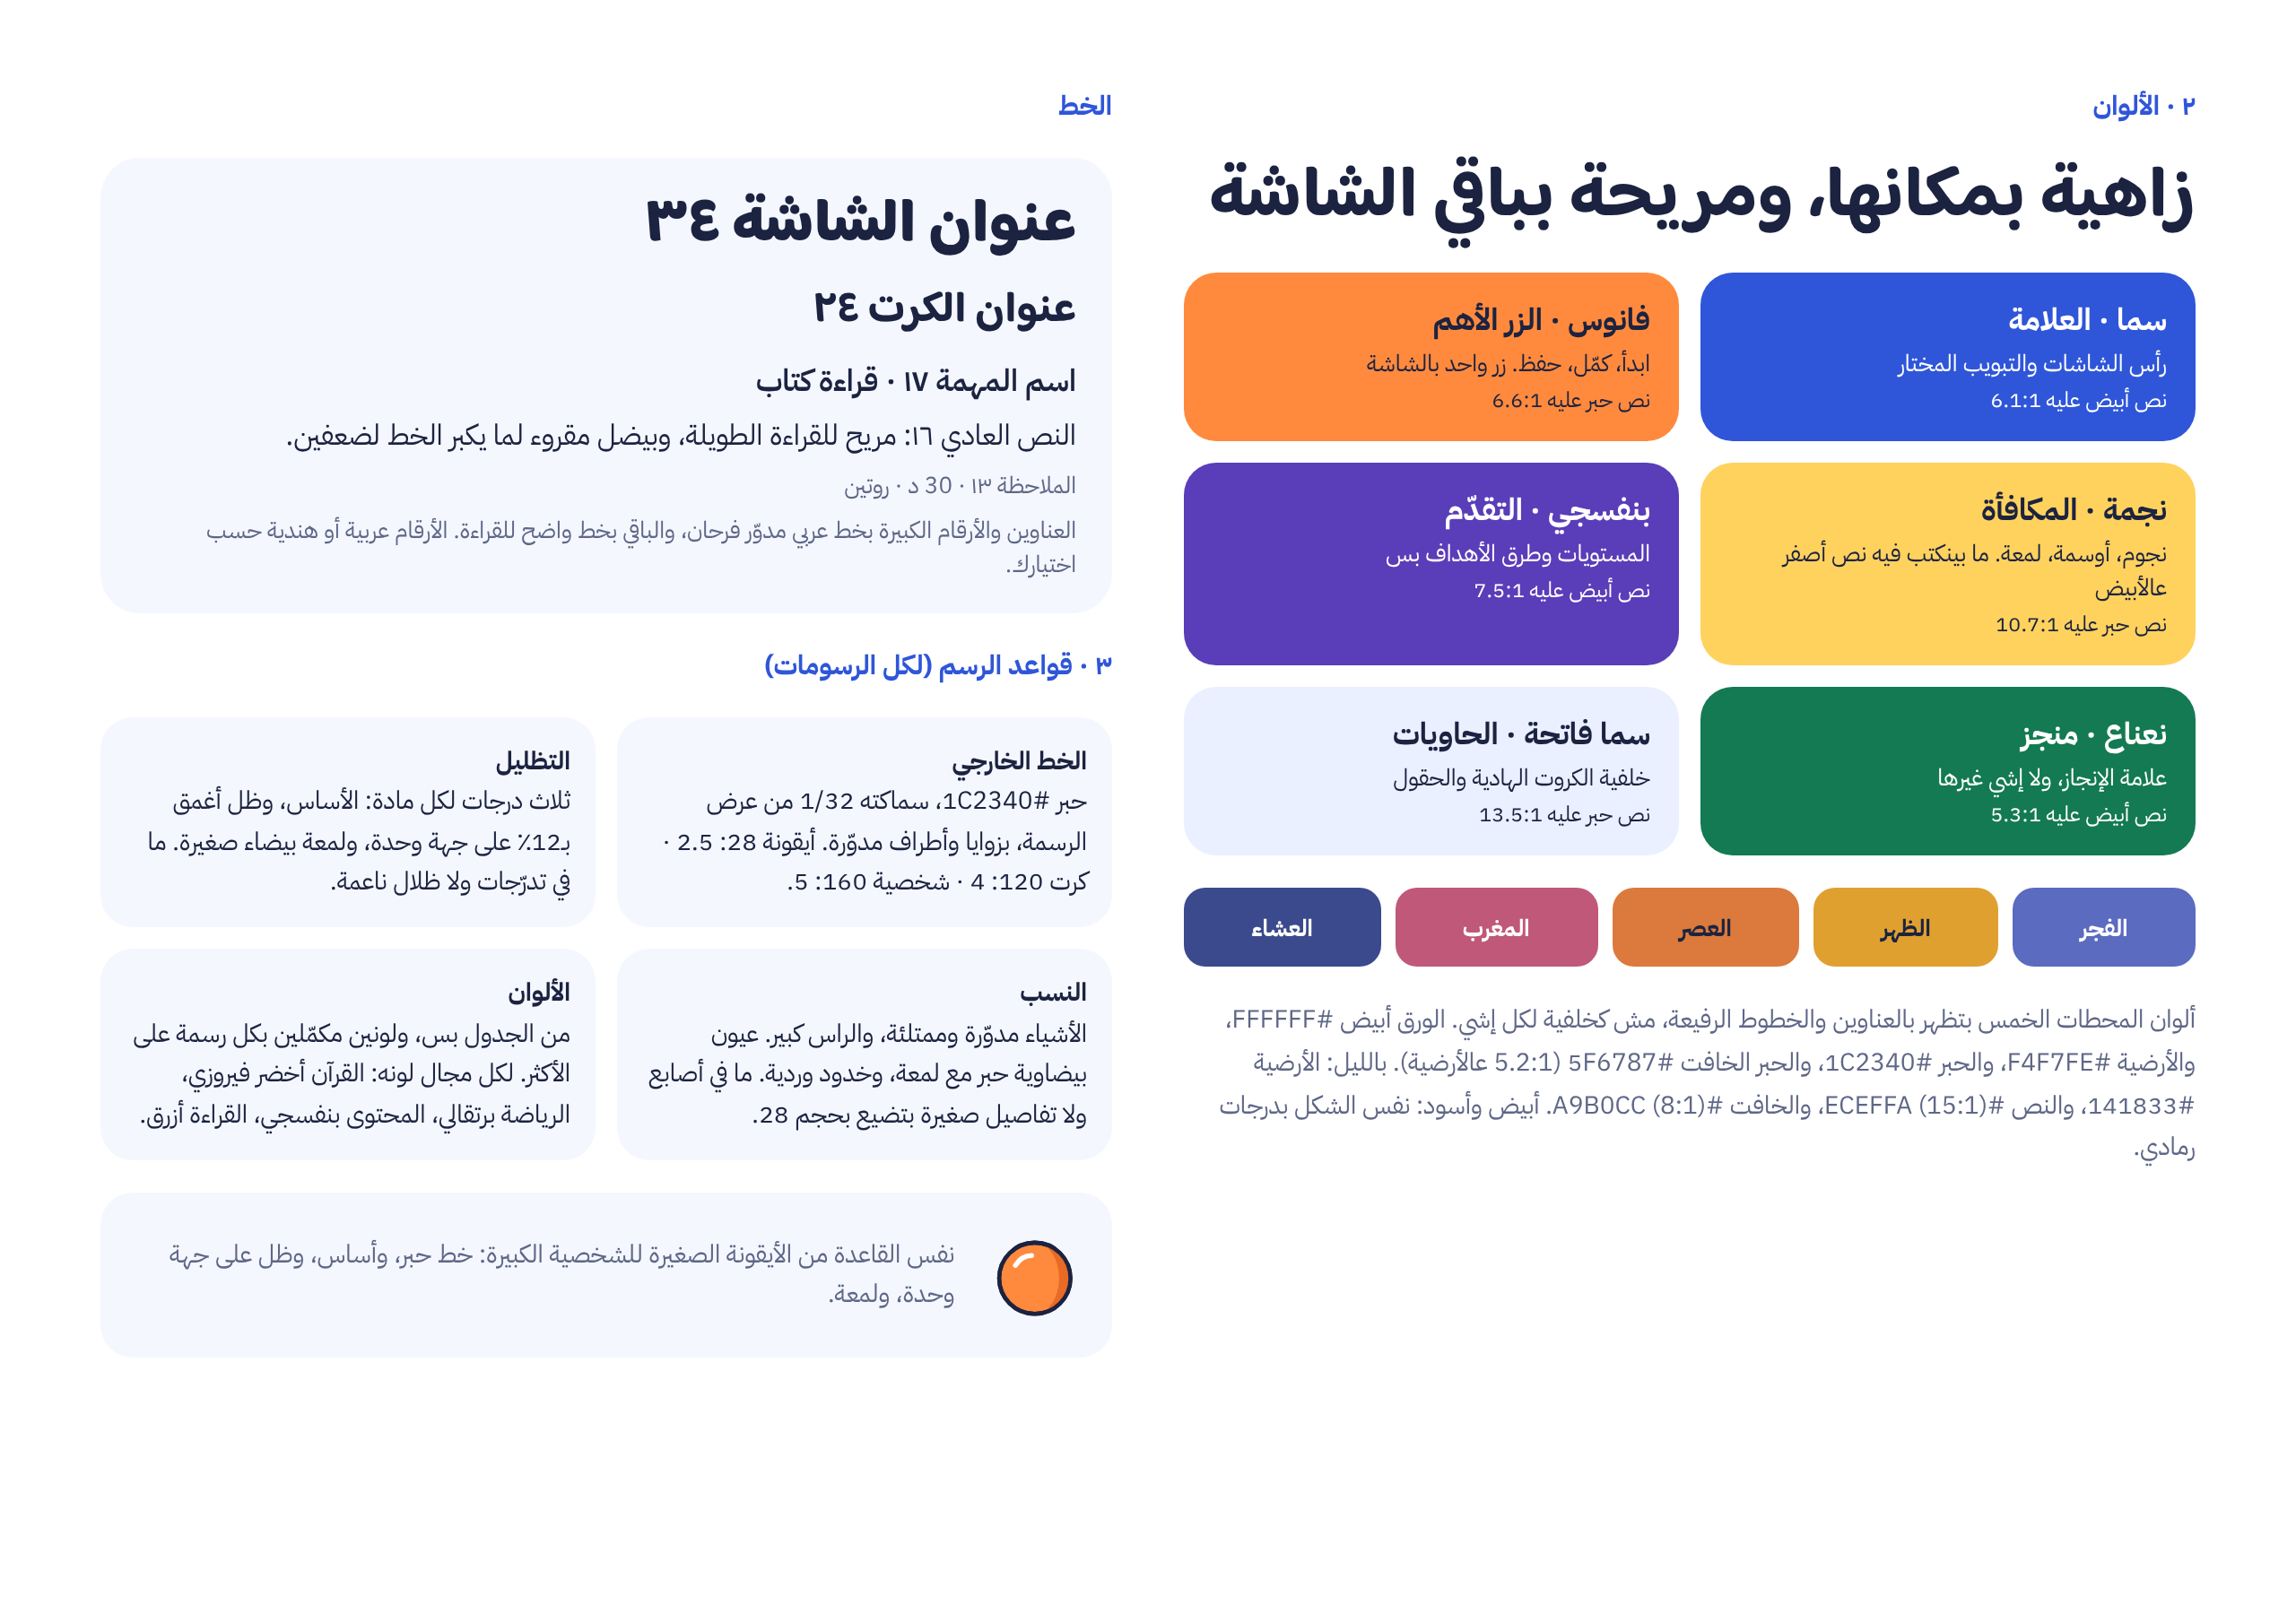 ٢ · الألوان
زاهية بمكانها، ومريحة بباقي الشاشة
سما · العلامة
رأس الشاشات والتبويب المختار
نص أبيض عليه 6.1:1
فانوس · الزر الأهم
ابدأ، كمّل، حفظ. زر واحد بالشاشة
نص حبر عليه 6.6:1
نجمة · المكافأة
نجوم، أوسمة، لمعة. ما بينكتب فيه نص أصفر
عالأبيض
نص حبر عليه 10.7:1
بنفسجي · التقدّم
المستويات وطرق الأهداف بس
نص أبيض عليه 7.5:1
نعناع · منجز
علامة الإنجاز، ولا إشي غيرها
نص أبيض عليه 5.3:1
سما فاتحة · الحاويات
خلفية الكروت الهادية والحقول
نص حبر عليه 13.5:1
الفجر
الظهر
العصر
المغرب
العشاء
ألوان المحطات الخمس بتظهر بالعناوين والخطوط الرفيعة، مش كخلفية لكل إشي. الورق أبيض #FFFFFF،
والأرضية #F4F7FE، والحبر #1C2340، والحبر الخافت #5F6787 (5.2:1 عالأرضية). بالليل: الأرضية
#141833، والنص #ECEFFA (15:1)، والخافت #A9B0CC (8:1). أبيض وأسود: نفس الشكل بدرجات
رمادي.
الخط
عنوان الشاشة ٣٤
عنوان الكرت ٢٤
اسم المهمة ١٧ · قراءة كتاب
النص العادي ١٦: مريح للقراءة الطويلة، وبيضل مقروء لما يكبر الخط لضعفين.
الملاحظة ١٣ · 30 د · روتين
العناوين والأرقام الكبيرة بخط عربي مدوّر فرحان، والباقي بخط واضح للقراءة. الأرقام عربية أو هندية حسب
اختيارك.
٣ · قواعد الرسم (لكل الرسومات)
الخط الخارجي
حبر #1C2340، سماكته 1/32 من عرض
الرسمة، بزوايا وأطراف مدوّرة. أيقونة 28: 2.5 ·
كرت 120: 4 · شخصية 160: 5.
التظليل
ثلاث درجات لكل مادة: الأساس، وظل أغمق
بـ12٪ على جهة وحدة، ولمعة بيضاء صغيرة. ما
في تدرّجات ولا ظلال ناعمة.
النسب
الأشياء مدوّرة وممتلئة، والراس كبير. عيون
بيضاوية حبر مع لمعة، وخدود وردية. ما في أصابع
ولا تفاصيل صغيرة بتضيع بحجم 28.
الألوان
من الجدول بس، ولونين مكمّلين بكل رسمة على
الأكثر. لكل مجال لونه: القرآن أخضر فيروزي،
الرياضة برتقالي، المحتوى بنفسجي، القراءة أزرق.
نفس القاعدة من الأيقونة الصغيرة للشخصية الكبيرة: خط حبر، وأساس، وظل على جهة
وحدة، ولمعة.